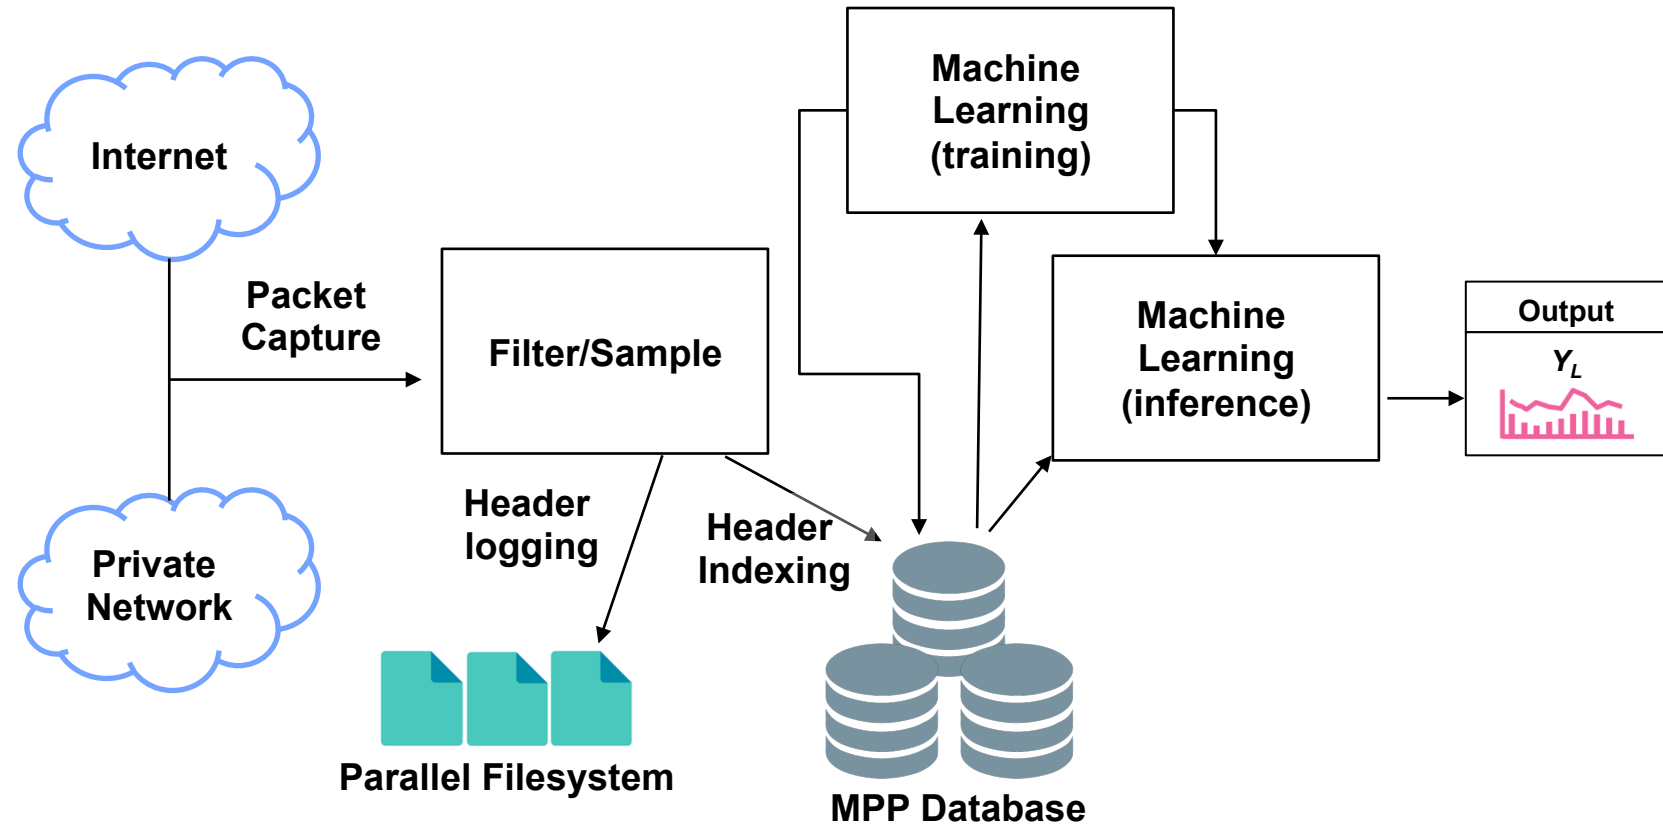 Internet
Packet
Capture
Private
Network
Filter/Sample
Header
logging
Header
Indexing
Parallel Filesystem
MPP Database
Machine
Learning
(training)
Machine
Learning
(inference)
Output
Y_L